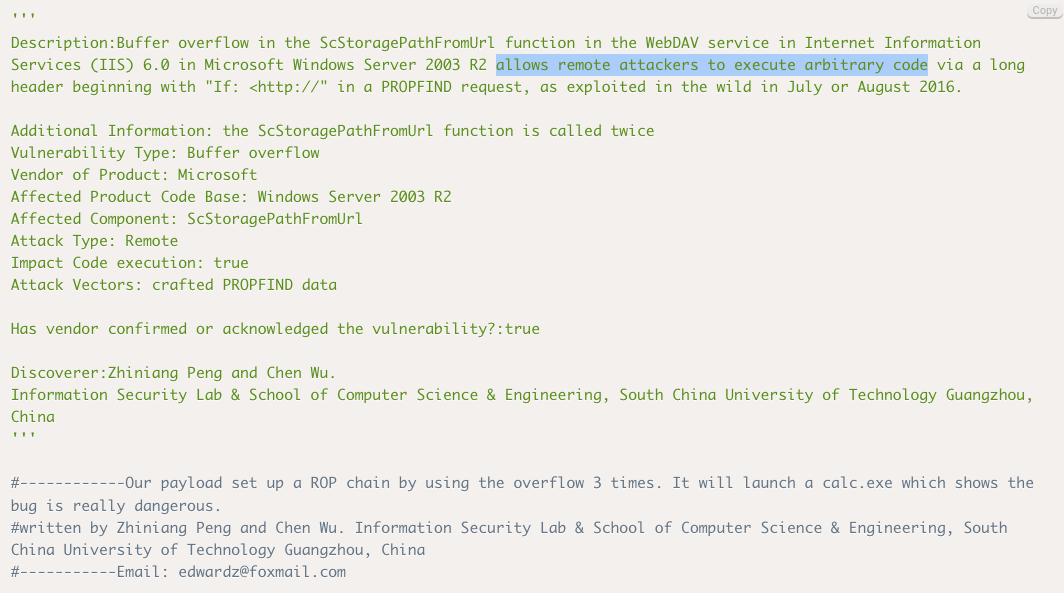 Copy
'''
Description:Buffer overflow in the ScStoragePathFromUrl function in the WebDAV service in Internet Information
Services (IIS) 6.0 in Microsoft Windows Server 2003 R2 allows remote attackers to execute arbitrary code via a long
header beginning with "If: <http://" in a PROPFIND request, as exploited in the wild in July or August 2016.

Additional Information: the ScStoragePathFromUrl function is called twice
Vulnerability Type: Buffer overflow
Vendor of Product: Microsoft
Affected Product Code Base: Windows Server 2003 R2
Affected Component: ScStoragePathFromUrl
Attack Type: Remote
Impact Code execution: true
Attack Vectors: crafted PROPFIND data

Has vendor confirmed or acknowledged the vulnerability?:true

Discoverer:Zhiniang Peng and Chen Wu.
Information Security Lab & School of Computer Science & Engineering, South China University of Technology Guangzhou,
China
'''

#------------Our payload set up a ROP chain by using the overflow 3 times. It will launch a calc.exe which shows the
bug is really dangerous.
#written by Zhiniang Peng and Chen Wu. Information Security Lab & School of Computer Science & Engineering, South
China University of Technology Guangzhou, China
#-----------Email: edwardz@foxmail.com